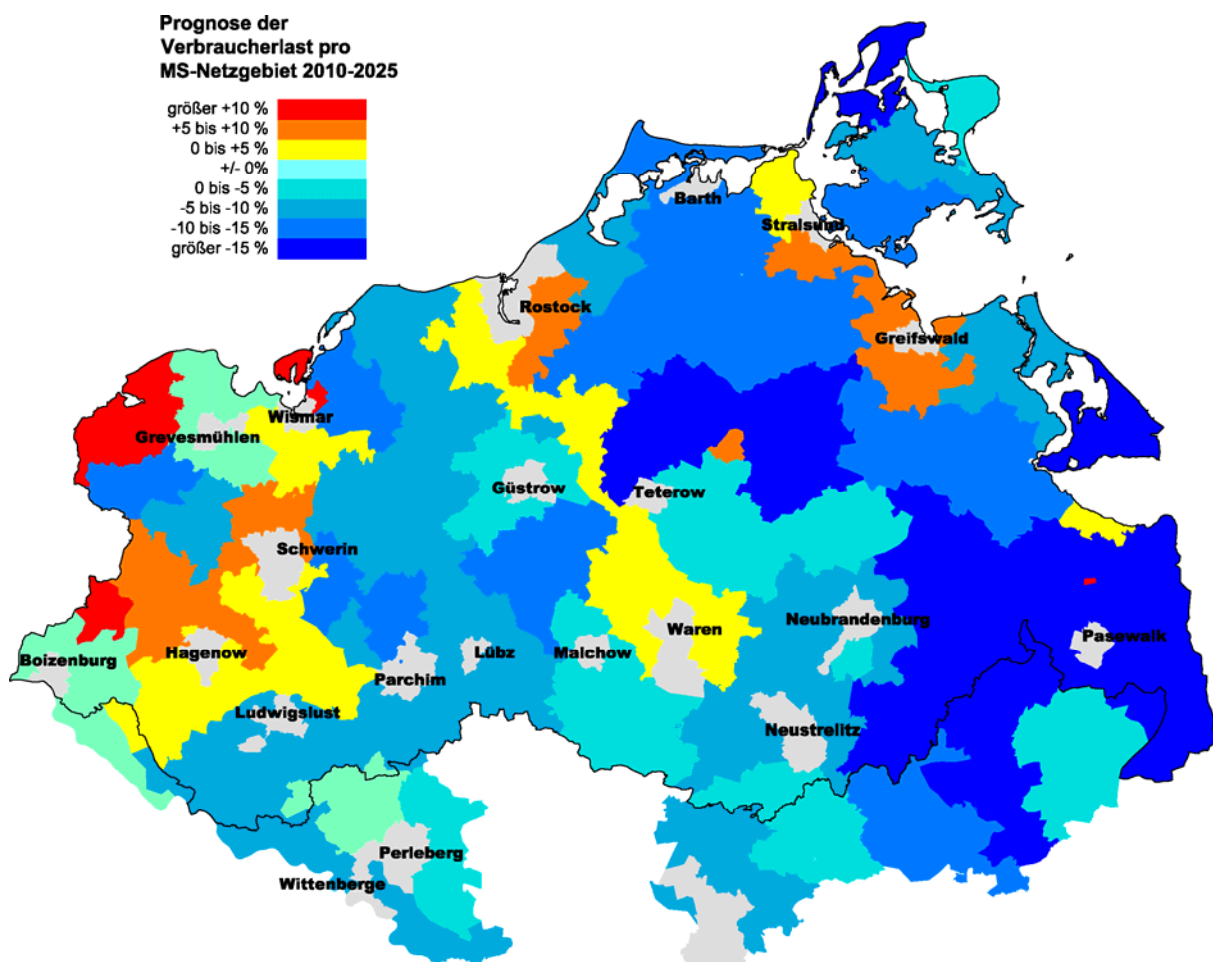 Prognose der
Verbraucherlast pro
MS-Netzgebiet 2010-2025
größer +10 %
+5 bis +10 %
0 bis +5 %
+/- 0%
0 bis -5 %
-5 bis -10 %
-10 bis -15 %
größer -15 %
Barth
Stralsund
Rostock
Greifswald
Wismar
Grevesmühlen
Güstrow
Teterow
Schwerin
Neubrandenburg
Waren
Pasewalk
Boizenburg
Hagenow
Lübz
Malchow
Parchim
Ludwigslust
Neustrelitz
Perleberg
Wittenberge